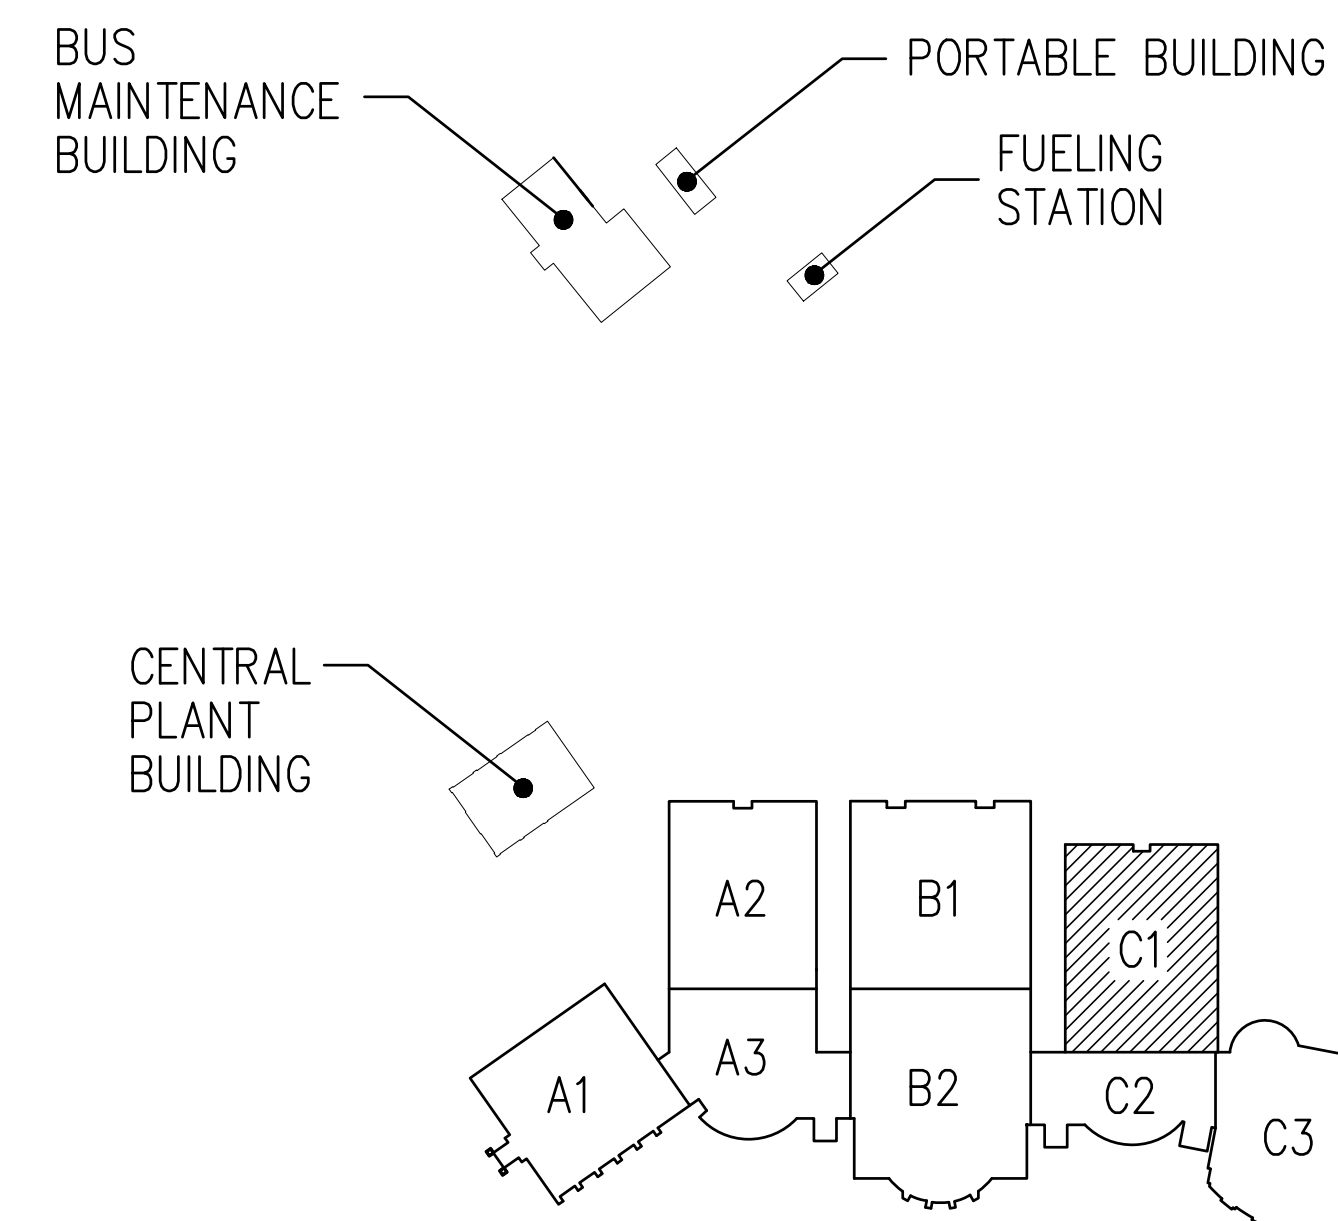 BUS
MAINTENANCE
BUILDING
PORTABLE BUILDING
FUELING
STATION
CENTRAL
PLANT
BUILDING
A2
B1
C1
A3
B2
C2
A1
C3